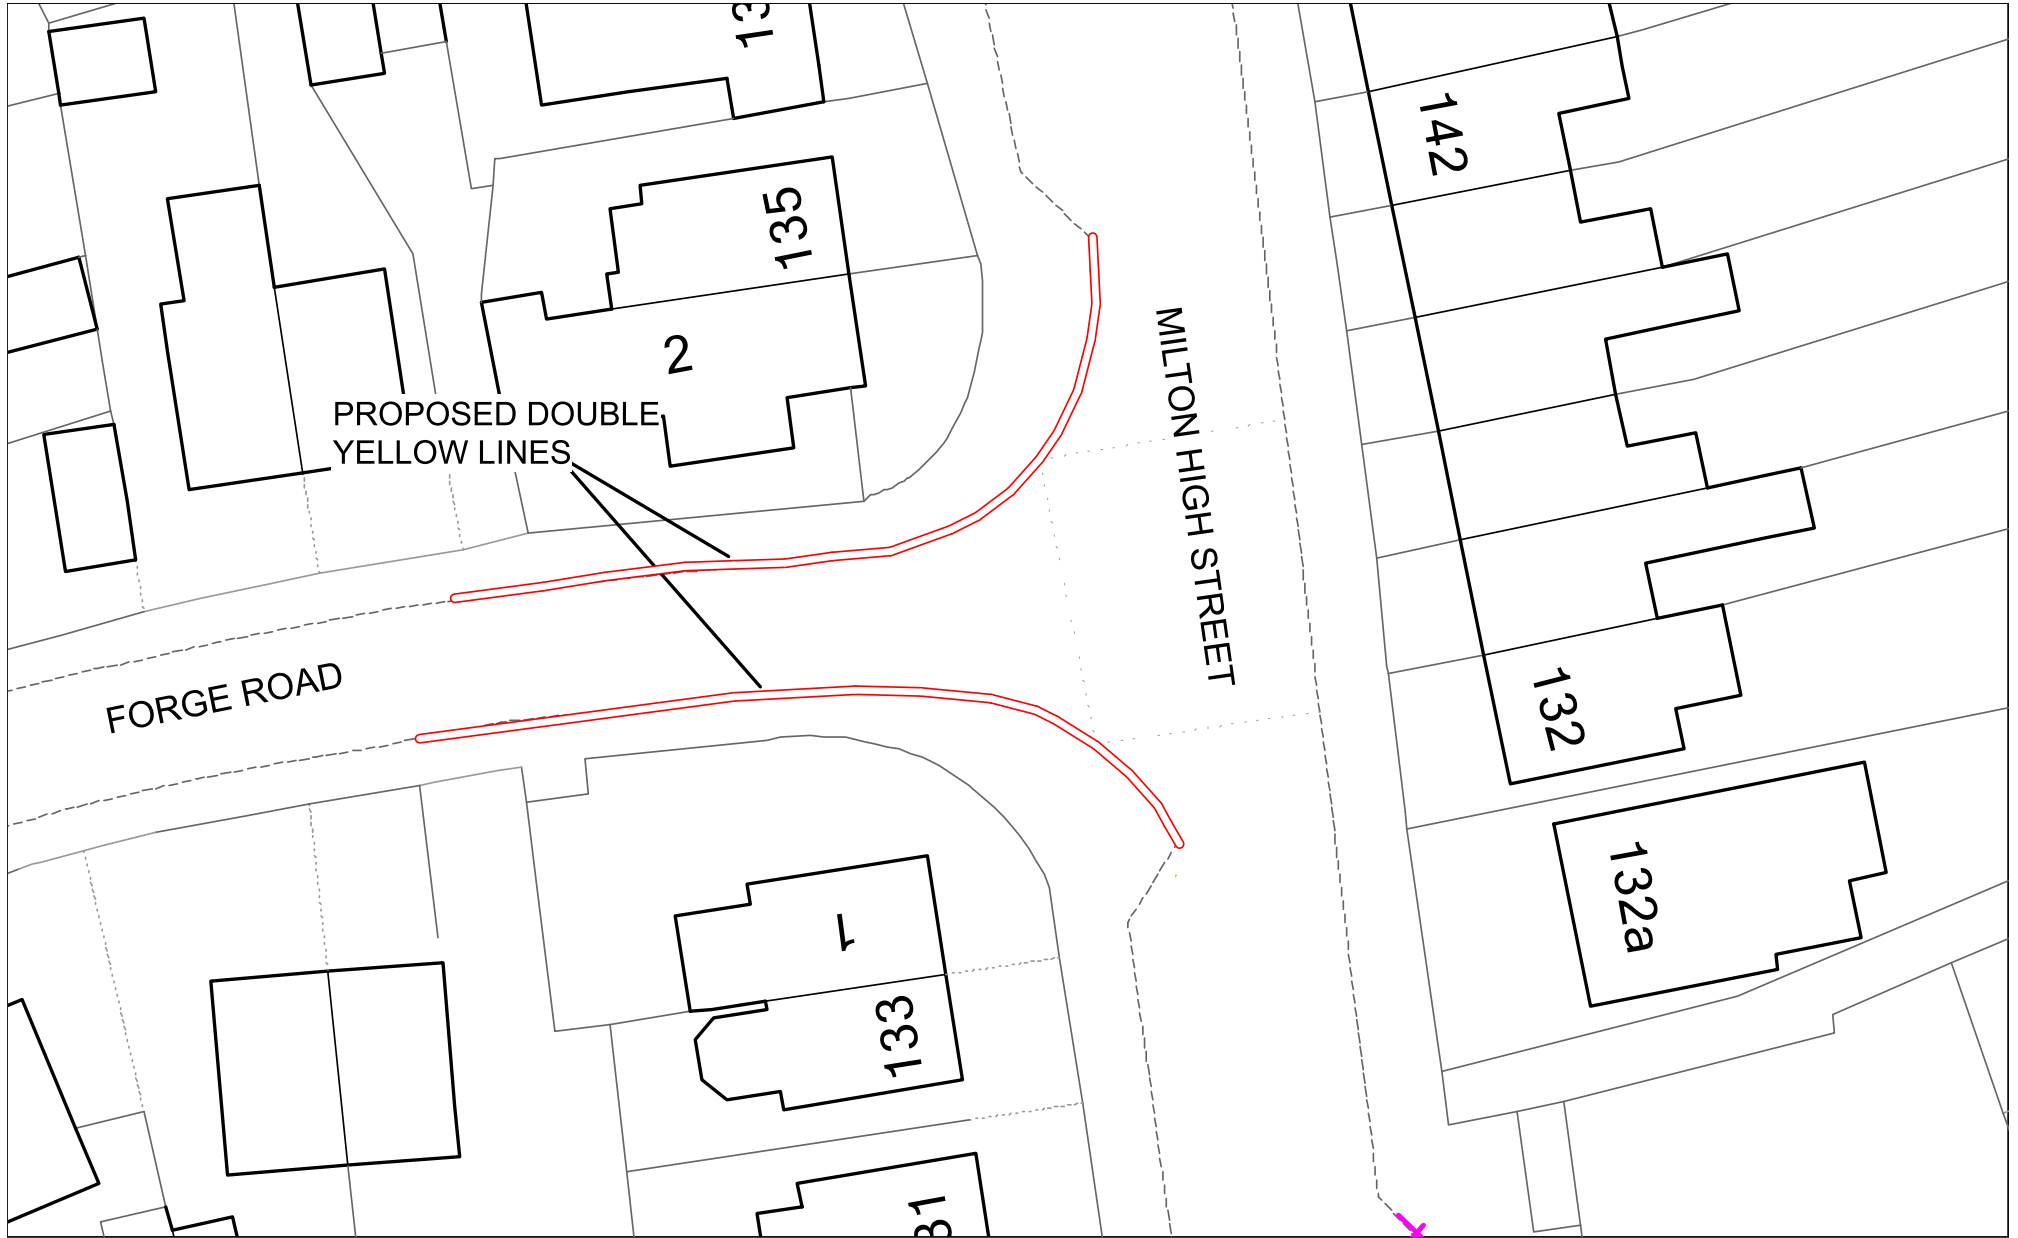 135
142
2
PROPOSED DOUBLE
YELLOW LINES
MILTON HIGH STREET
FORGE ROAD
132
132a
1
133